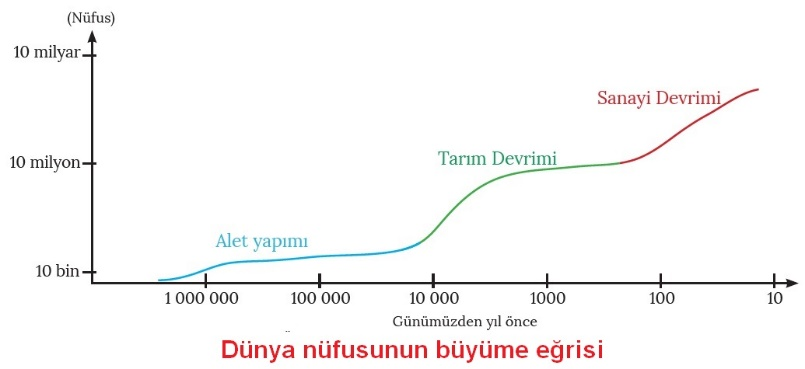 (Nüfus)
10 milyar
Sanayi Devrimi
Tarım Devrimi
10 milyon
Alet yapımı
10 bin
1 000 000 100 000 10 000 1000 100 10
Günümüzden yıl önce
Dünya nüfusunun büyüme eğrisi